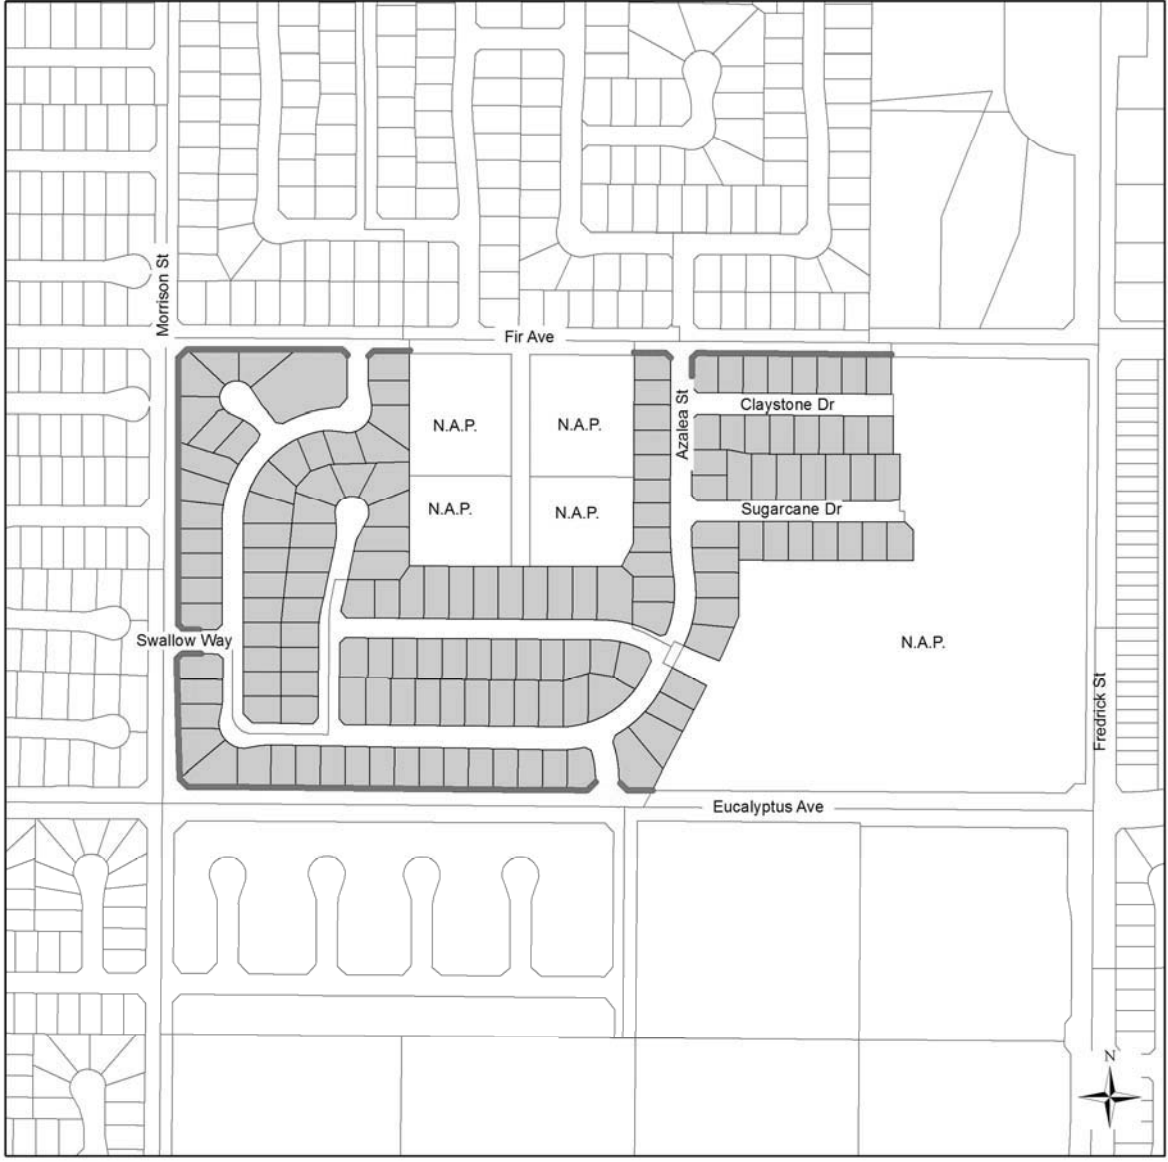 Morrison St
Fir Ave
Azalea St
Claystone Dr
N.A.P.
N.A.P.
N.A.P.
N.A.P.
Sugarcane Dr
Swallow Way
N.A.P.
Fredrick St
Eucalyptus Ave
N